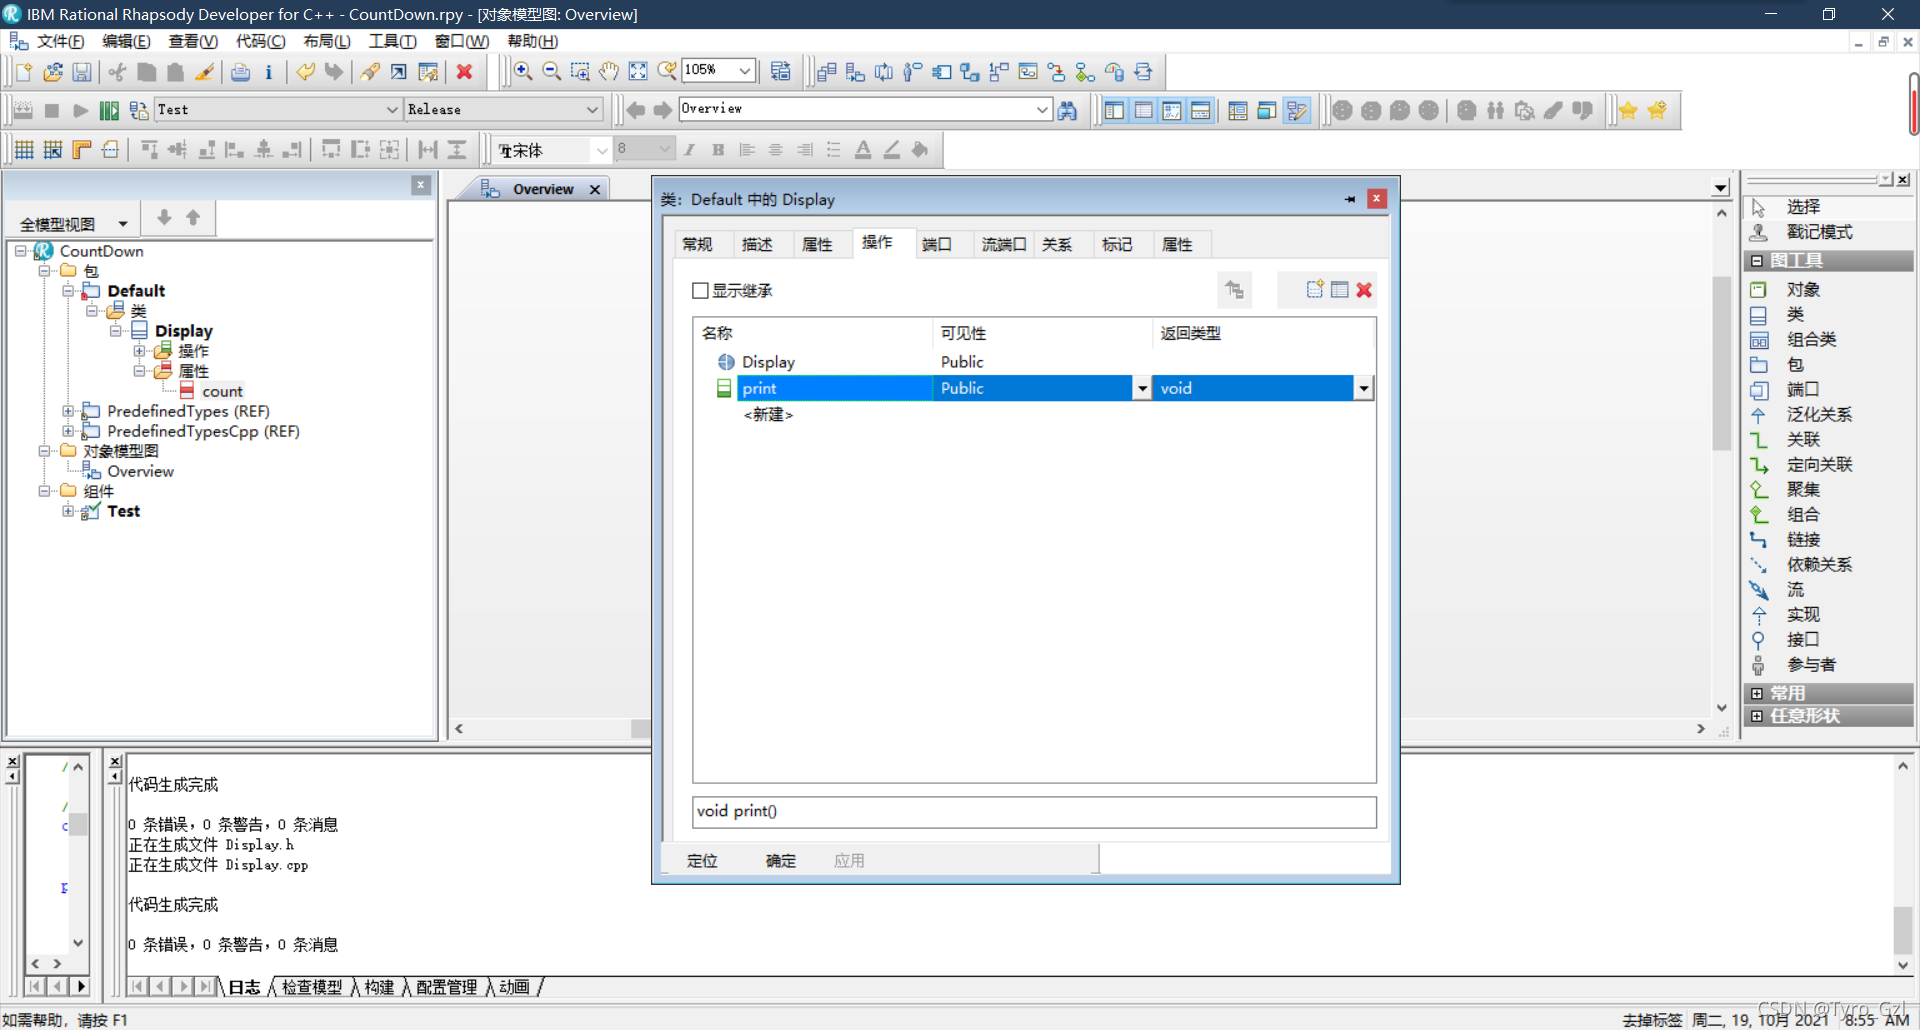 IBM Rational Rhapsody Developer for C++ - CountDown.rpy - [对象模型图: Overview]
文件(F) 编辑(E) 查看(V) 代码(C) 布局(L) 工具(T) 窗口(W) 帮助(H)
105%
Test Release Overview
宋体 8
Overview
全模型视图
CountDown
包
Default
类
Display
操作
属性
count
PredefinedTypes (REF)
PredefinedTypesCpp (REF)
对象模型图
Overview
组件
Test
类: Default 中的 Display
常规 描述 属性 操作 端口 流端口 关系 标记 属性
显示继承
名称 可见性 返回类型
Display Public
print Public void
<新建>
void print()
定位 确定 应用
选择
戳记模式
图工具
对象
类
组合类
包
端口
泛化关系
关联
定向关联
聚集
组合
链接
依赖关系
流
实现
接口
参与者
常用
任意形状
代码生成完成
0 条错误，0 条警告，0 条消息
正在生成文件 Display.h
正在生成文件 Display.cpp
代码生成完成
0 条错误，0 条警告，0 条消息
日志 检查模型 构建 配置管理 动画
如需帮助，请按 F1
去掉标签 周二, 19, 10月 2021 8:55 AM
CSDN @Tyro_Gzl